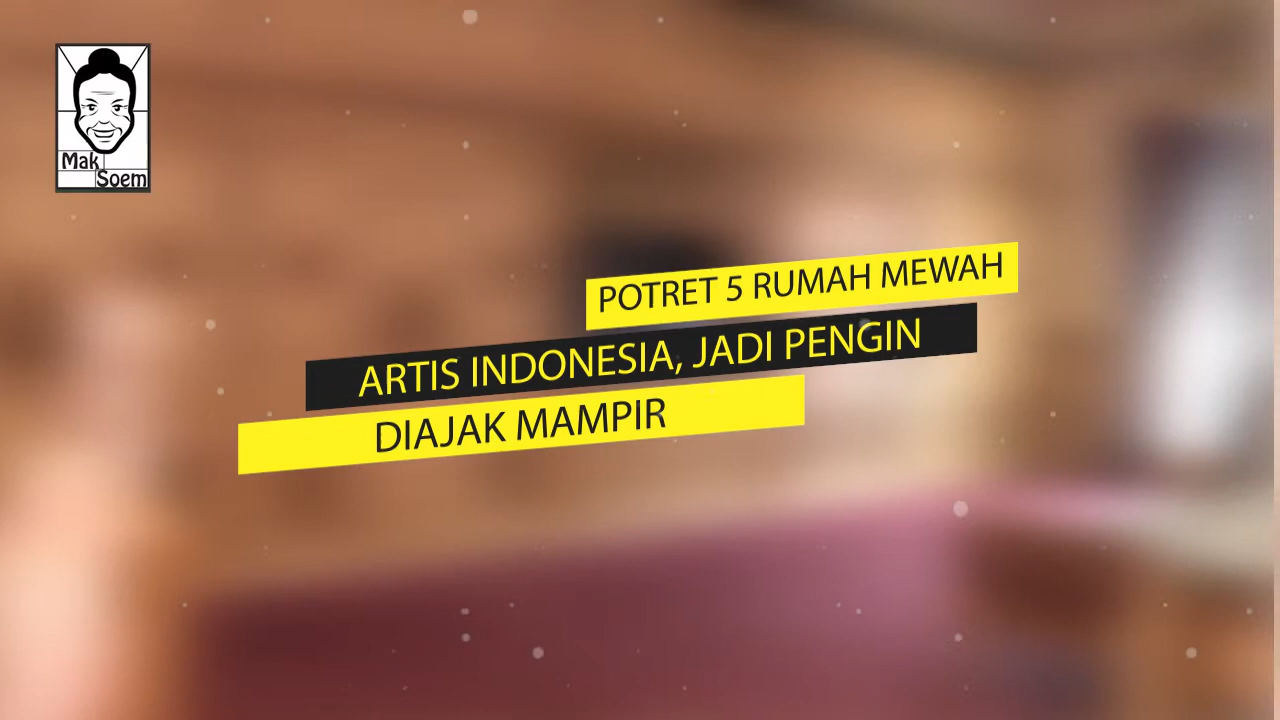 Mak
Soem
POTRET 5 RUMAH MEWAH
ARTIS INDONESIA, JADI PENGIN
DIAJAK MAMPIR